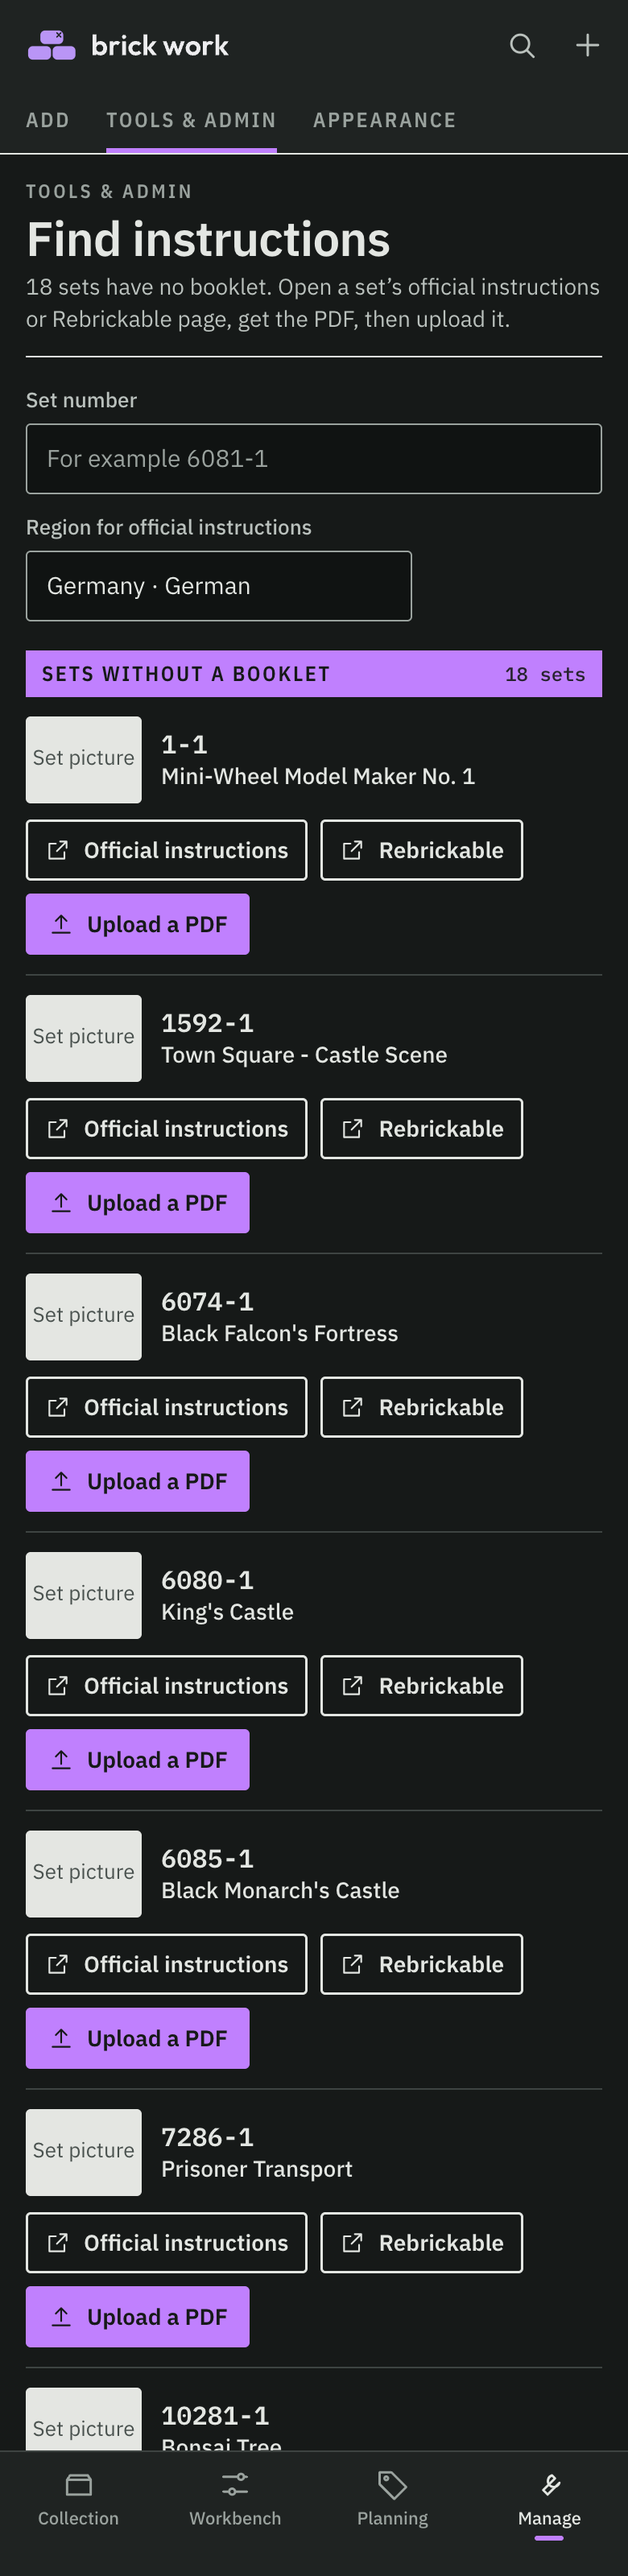 brick work
ADD TOOLS & ADMIN APPEARANCE
TOOLS & ADMIN
Find instructions
18 sets have no booklet. Open a set’s official instructions
or Rebrickable page, get the PDF, then upload it.
Set number
For example 6081-1
Region for official instructions
Germany · German
SETS WITHOUT A BOOKLET 18 sets
Set picture
1-1
Mini-Wheel Model Maker No. 1
Official instructions Rebrickable
Upload a PDF
Set picture
1592-1
Town Square - Castle Scene
Official instructions Rebrickable
Upload a PDF
Set picture
6074-1
Black Falcon's Fortress
Official instructions Rebrickable
Upload a PDF
Set picture
6080-1
King's Castle
Official instructions Rebrickable
Upload a PDF
Set picture
6085-1
Black Monarch's Castle
Official instructions Rebrickable
Upload a PDF
Set picture
7286-1
Prisoner Transport
Official instructions Rebrickable
Upload a PDF
Set picture
10281-1
Bonsai Tree
Collection Workbench Planning Manage